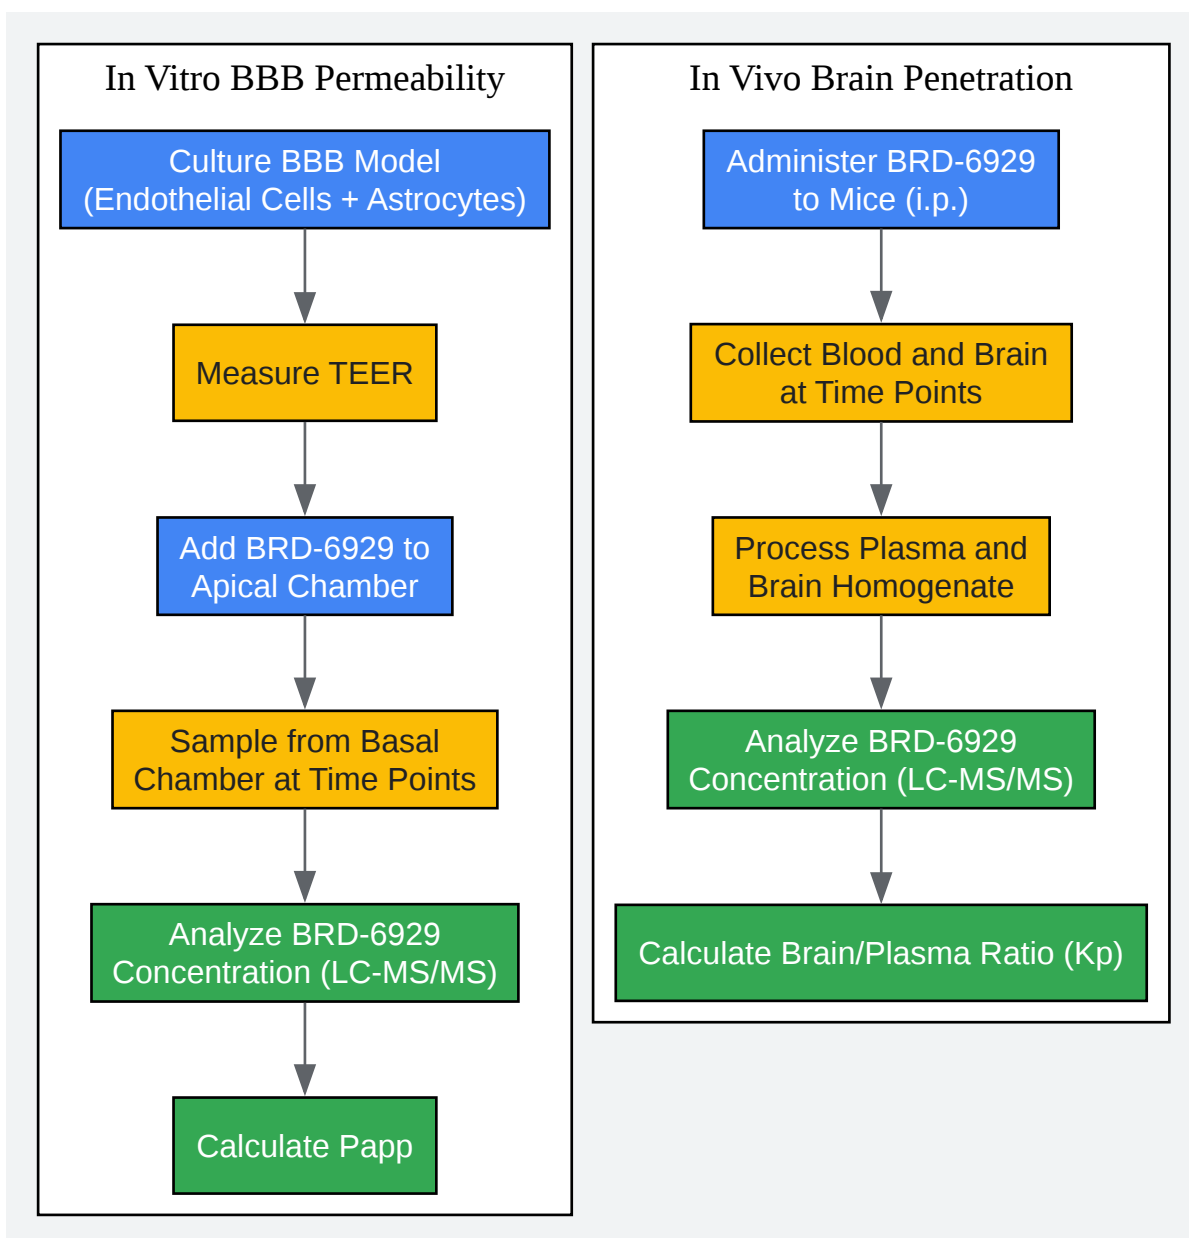 In Vitro BBB Permeability
Culture BBB Model
(Endothelial Cells + Astrocytes)
Measure TEER
Add BRD-6929 to
Apical Chamber
Sample from Basal
Chamber at Time Points
Analyze BRD-6929
Concentration (LC-MS/MS)
Calculate Papp
In Vivo Brain Penetration
Administer BRD-6929
to Mice (i.p.)
Collect Blood and Brain
at Time Points
Process Plasma and
Brain Homogenate
Analyze BRD-6929
Concentration (LC-MS/MS)
Calculate Brain/Plasma Ratio (Kp)